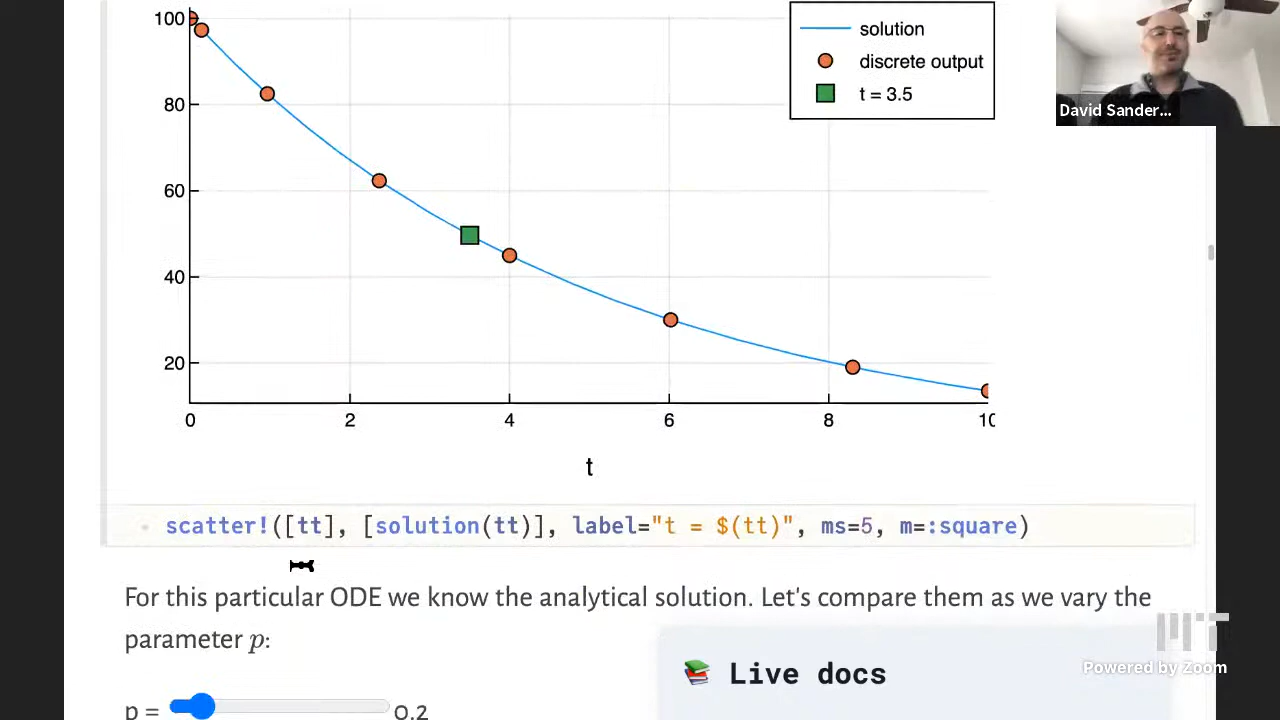 100
80
60
40
20
0
2
4
6
8
10
t
solution
discrete output
t = 3.5
David Sander...
scatter!([tt], [solution(tt)], label="t = $(tt)", ms=5, m=:square)
For this particular ODE we know the analytical solution. Let's compare them as we vary the
parameter p:
p =
0.2
📚 Live docs
MIT
Powered by Zoom